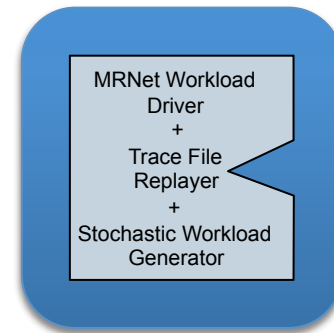 MRNet Workload
Driver
+
Trace File
Replayer
+
Stochastic Workload
Generator